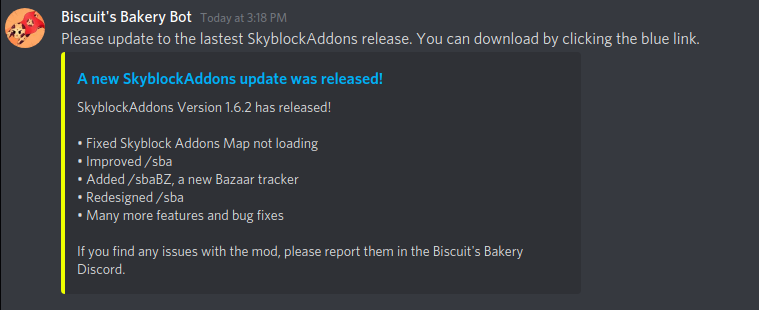 Biscuit's Bakery Bot Today at 3:18 PM
Please update to the lastest SkyblockAddons release. You can download by clicking the blue link.
A new SkyblockAddons update was released!
SkyblockAddons Version 1.6.2 has released!
• Fixed Skyblock Addons Map not loading
• Improved /sba
• Added /sbaBZ, a new Bazaar tracker
• Redesigned /sba
• Many more features and bug fixes
If you find any issues with the mod, please report them in the Biscuit's Bakery
Discord.